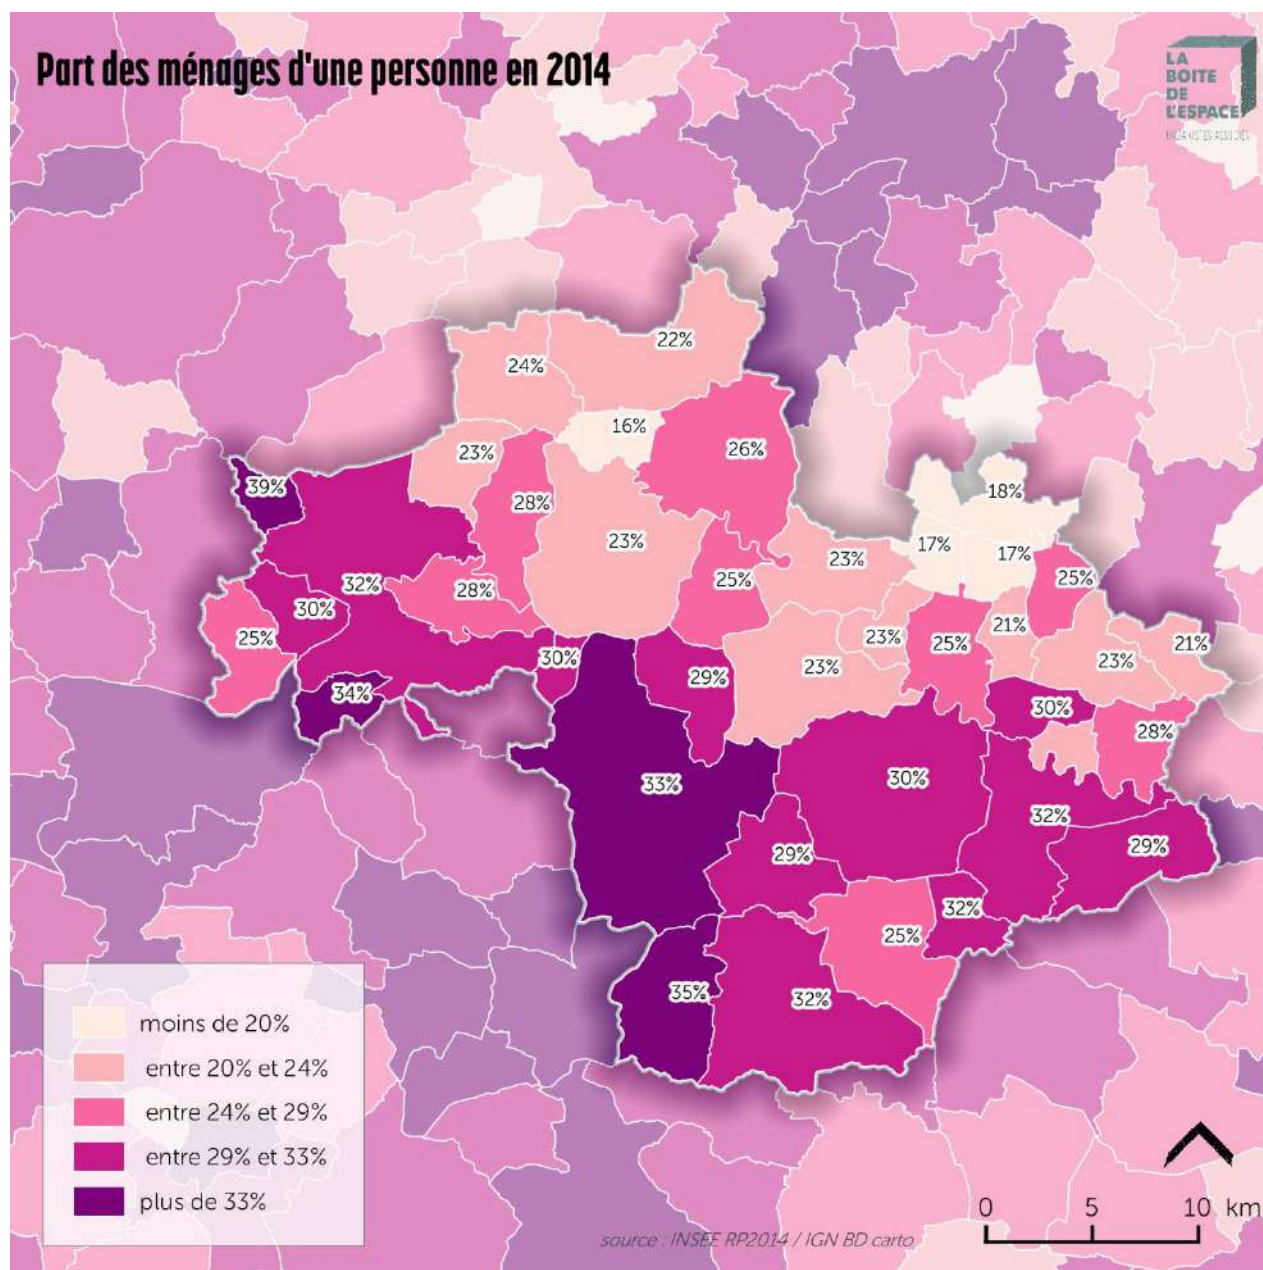 Part des ménages d'une personne en 2014
LA
BOITE
DE
L'ESPACE
URBANISTES ASSOCIÉS
22%
24%
16%
23%
26%
39%
28%
18%
23%
17%
17%
23%
25%
25%
32%
28%
30%
25%
21%
23%
25%
21%
30%
23%
23%
29%
34%
30%
28%
33%
30%
32%
29%
29%
32%
25%
35%
32%
moins de 20%
entre 20% et 24%
entre 24% et 29%
entre 29% et 33%
plus de 33%
0 5 10 km
source : INSEE RP2014 / IGN BD carto